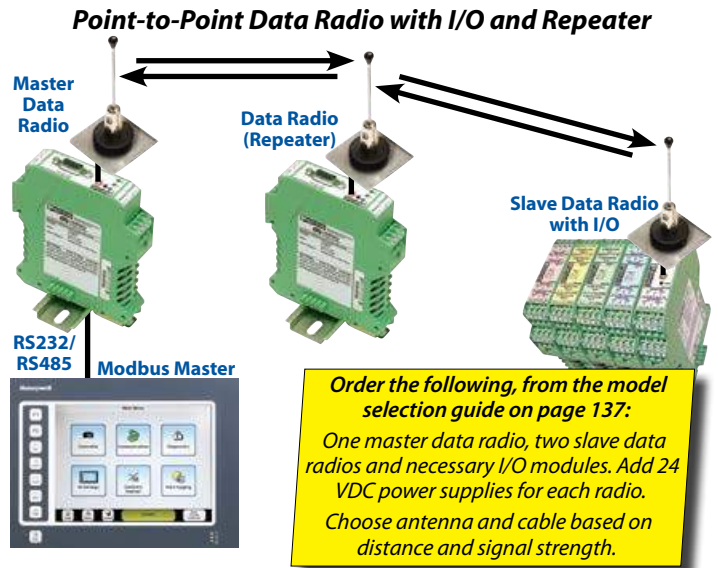 Point-to-Point Data Radio with I/O and Repeater
Master
Data
Radio
Data Radio
(Repeater)
Slave Data Radio
with I/O
RS232/
RS485
Modbus Master
Honeywell
Order the following, from the model
selection guide on page 137:
One master data radio, two slave data
radios and necessary I/O modules. Add 24
VDC power supplies for each radio.
Choose antenna and cable based on
distance and signal strength.